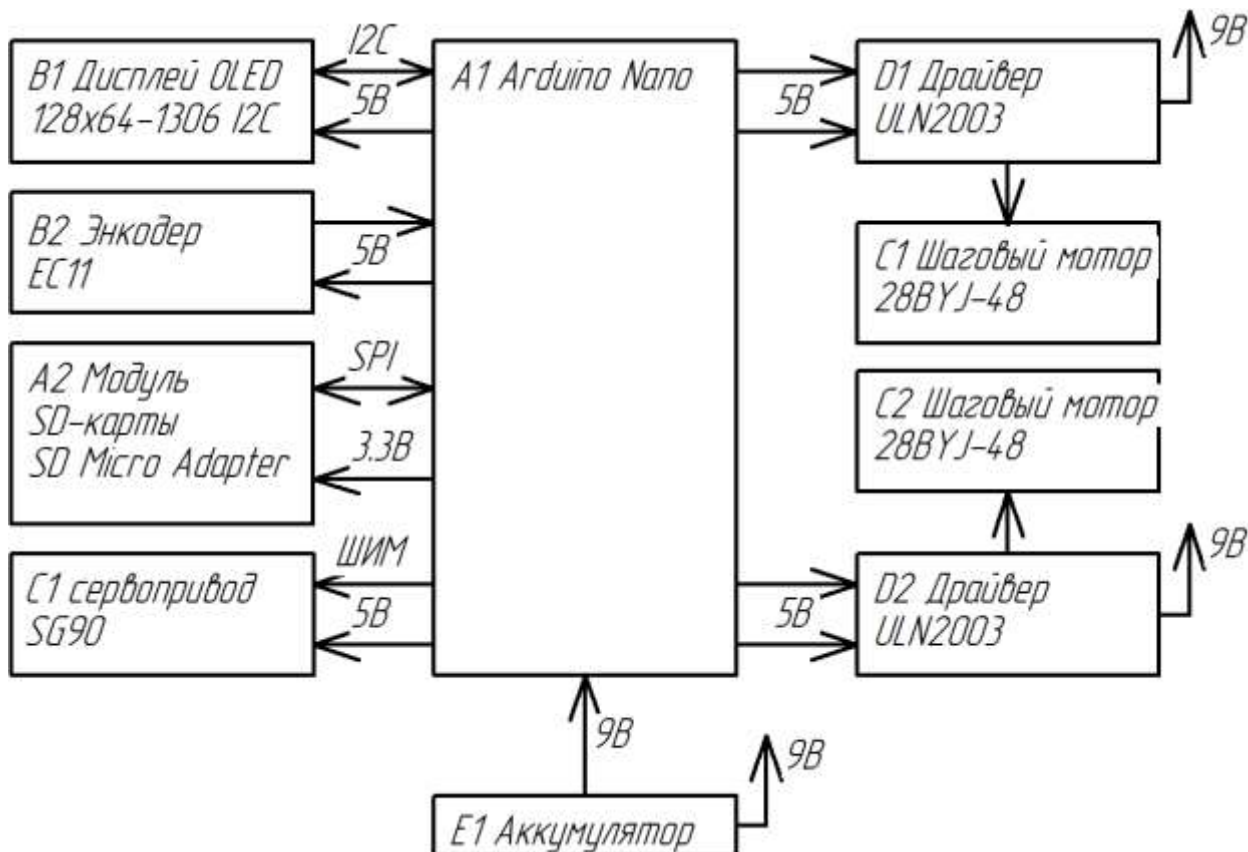 I2C
B1 Дисплей OLED
128x64-1306 I2C
5В
A1 Arduino Nano
5В
D1 Драйвер
ULN2003
9В
B2 Энкодер
EC11
5В
C1 Шаговый мотор
28BYJ-48
A2 Модуль
SD-карты
SD Micro Adapter
SPI
3.3В
C2 Шаговый мотор
28BYJ-48
C1 сервопривод
SG90
ШИМ
5В
5В
D2 Драйвер
ULN2003
9В
9В
9В
E1 Аккумулятор